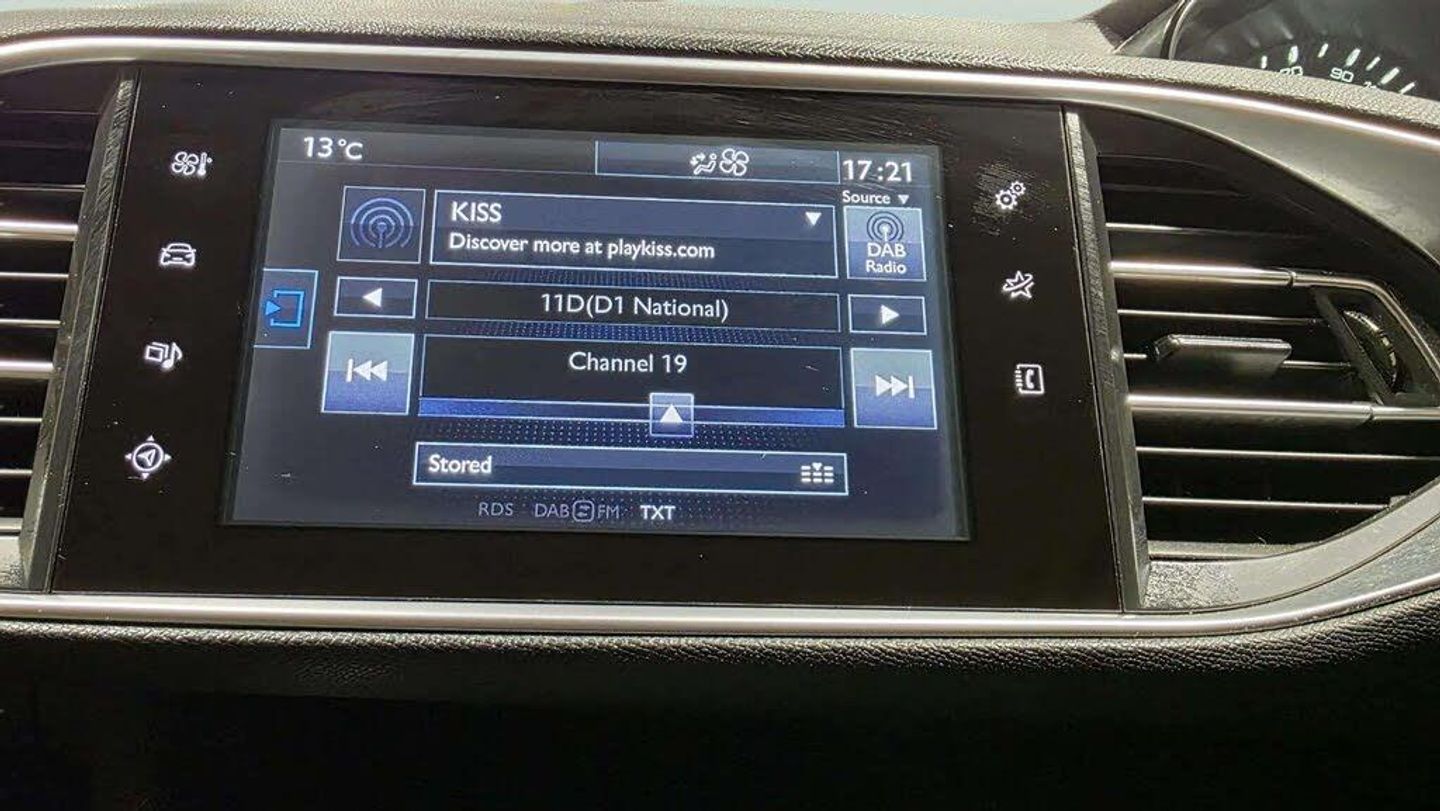 13°C
17:21
Source ▼
KISS
Discover more at playkiss.com
DAB
Radio
11D(D1 National)
Channel 19
Stored
RDS DAB FM TXT
90